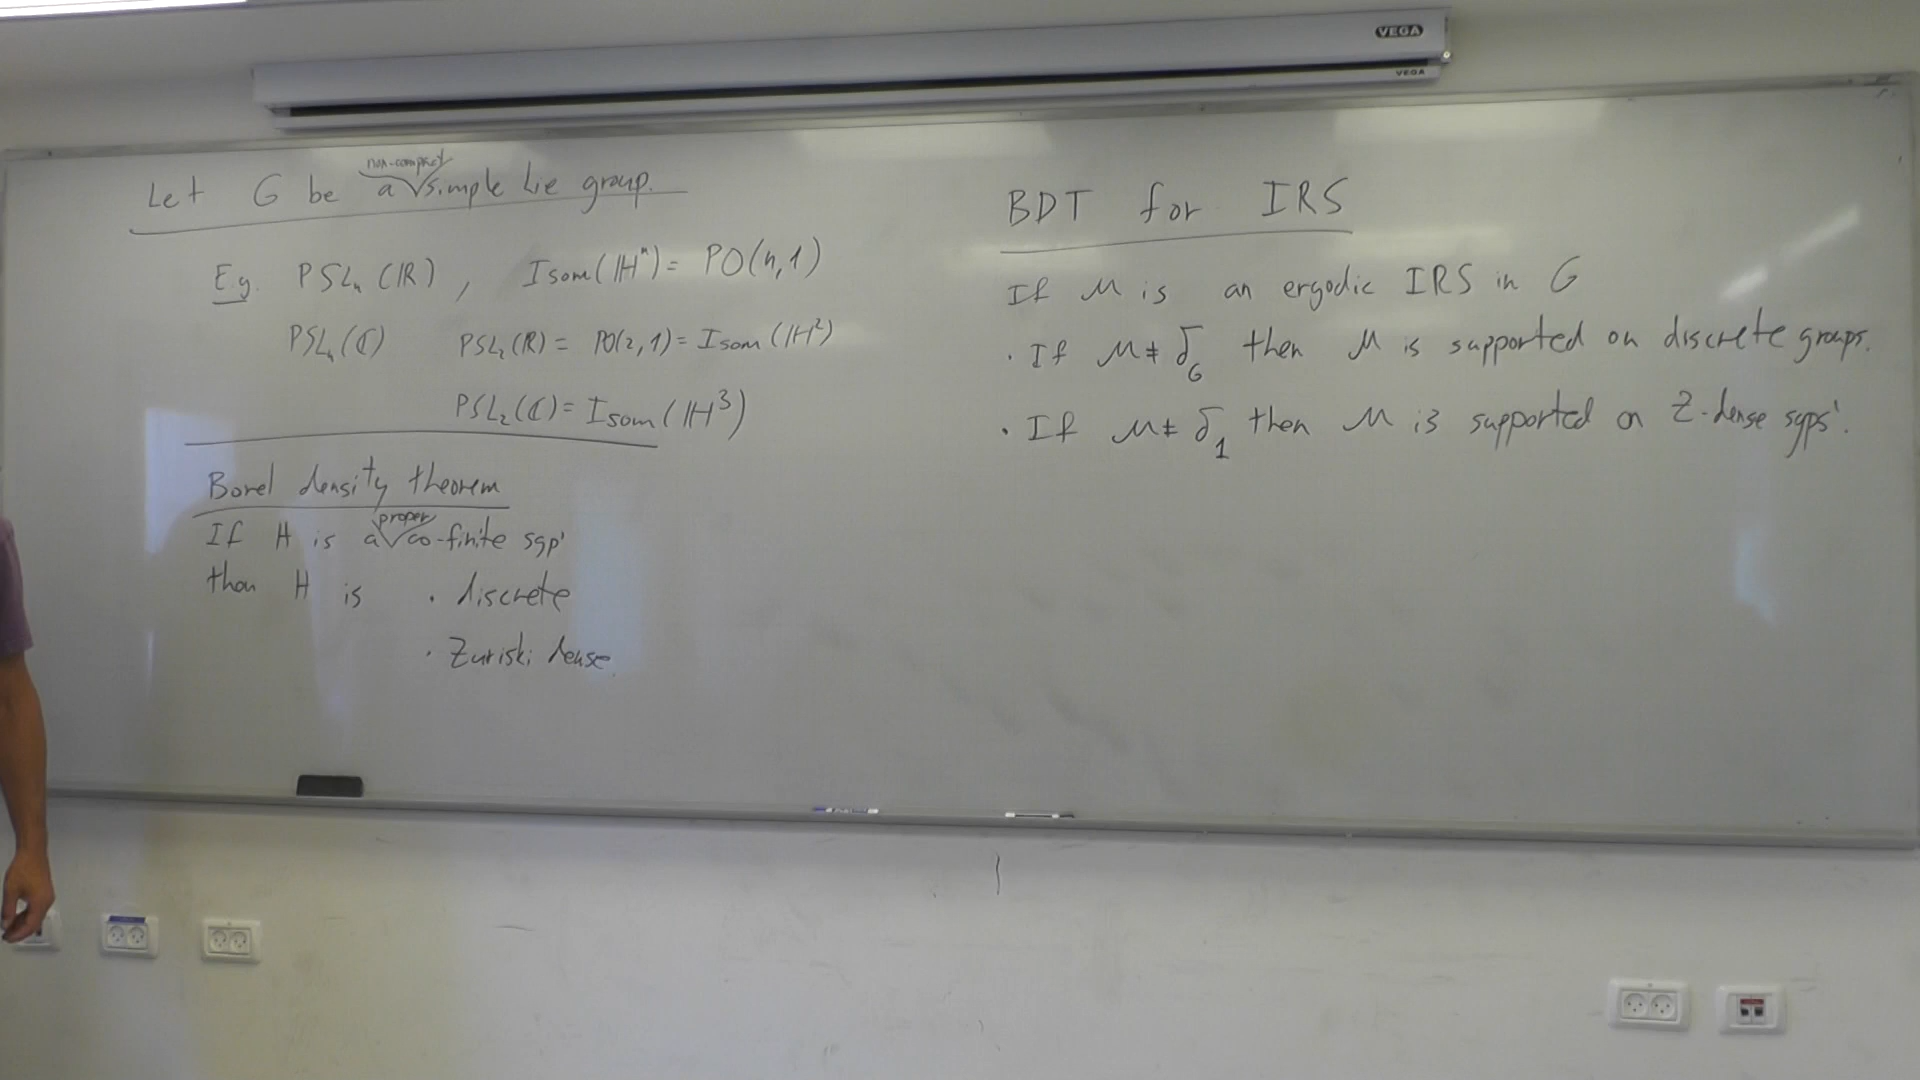 VEGA
VEGA
non-compact
Let G be a simple Lie group.
E.g. PSLₙ(ℝ), Isom(ℍⁿ) = PO(n,1)
PSLₙ(ℂ) PSL₂(ℝ) = PO(2,1) = Isom(ℍ²)
PSL₂(ℂ) = Isom(ℍ³)
Borel density theorem
proper
If H is a co-finite sgp'
then H is · discrete
· Zariski dense
BDT for IRS
If μ is an ergodic IRS in G
· If μ ≠ δ_G then μ is supported on discrete groups.
· If μ ≠ δ_1 then μ is supported on Z-dense sgps'.